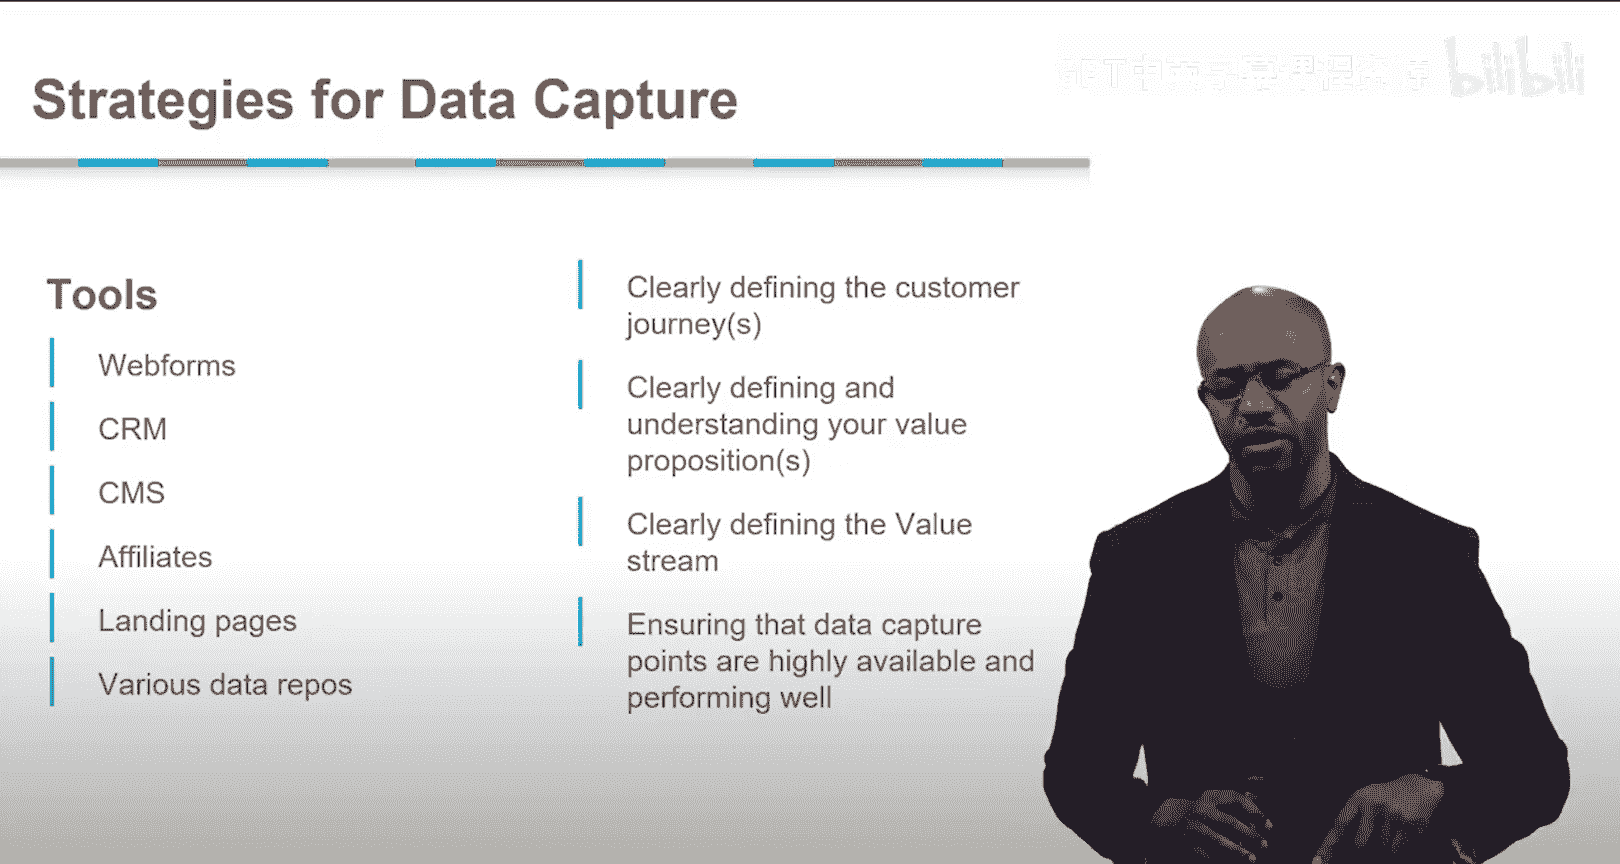 Strategies for Data Capture
bilibili
Tools
Webforms
CRM
CMS
Affiliates
Landing pages
Various data repos
Clearly defining the customer
journey(s)
Clearly defining and
understanding your value
proposition(s)
Clearly defining the Value
stream
Ensuring that data capture
points are highly available and
performing well